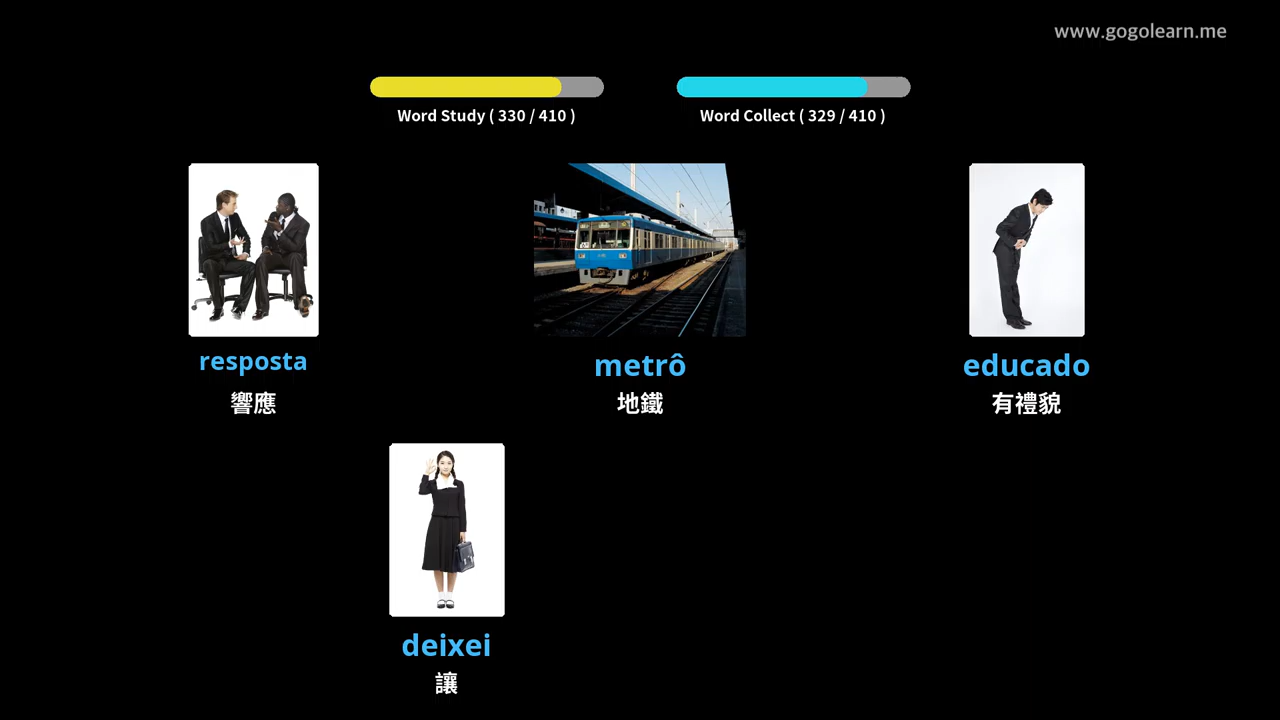 www.gogolearn.me
Word Study ( 330 / 410 )
Word Collect ( 329 / 410 )
resposta
響應
metrô
地鐵
educado
有禮貌
deixei
讓